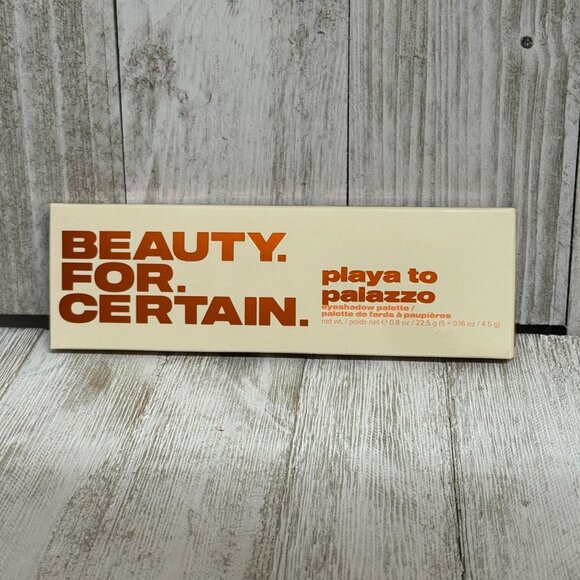 BEAUTY.
FOR.
CERTAIN.
playa to
palazzo
eyeshadow palette /
palette de fards à paupières
net wt. / poids net ℮ 0.8 oz / 22.5 g (5 x 0.16 oz / 4.5 g)